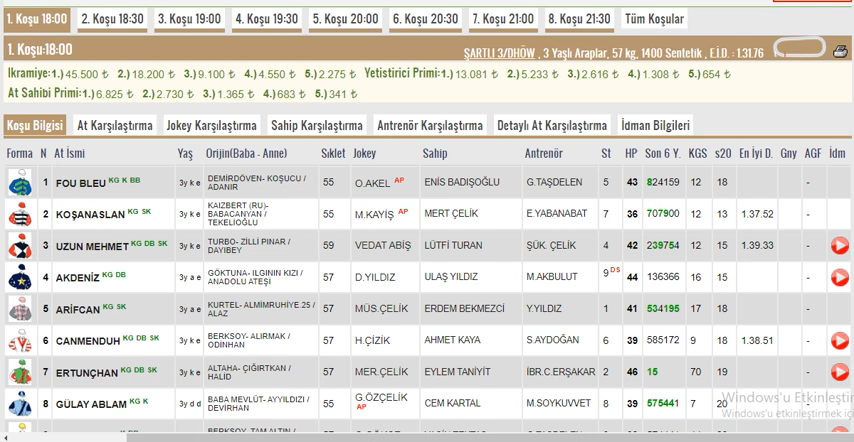 1. Koşu 18:00 2. Koşu 18:30 3. Koşu 19:00 4. Koşu 19:30 5. Koşu 20:00 6. Koşu 20:30 7. Koşu 21:00 8. Koşu 21:30 Tüm Koşular
1. Koşu:18:00 ŞARTLI 3/DHÖW , 3 Yaşlı Araplar, 57 kg, 1400 Sentetik , E.İ.D. : 1.31.76
Ikramiye:1.) 45.500 ₺ 2.) 18.200 ₺ 3.) 9.100 ₺ 4.) 4.550 ₺ 5.) 2.275 ₺ Yetistirici Primi:1.) 13.081 ₺ 2.) 5.233 ₺ 3.) 2.616 ₺ 4.) 1.308 ₺ 5.) 654 ₺
At Sahibi Primi:1.) 6.825 ₺ 2.) 2.730 ₺ 3.) 1.365 ₺ 4.) 683 ₺ 5.) 341 ₺
Koşu Bilgisi At Karşılaştırma Jokey Karşılaştırma Sahip Karşılaştırma Antrenör Karşılaştırma Detaylı At Karşılaştırma İdman Bilgileri
Forma N At İsmi Yaş Orijin(Baba - Anne) Sıklet Jokey Sahip Antrenör St HP Son 6 Y. KGS s20 En İyi D. Gny AGF İdm
1 FOU BLEU KG K BB 3y k e DEMİRDÖVEN- KOŞUCU / ADANIR 55 O.AKEL AP ENİS BADIŞOĞLU G.TAŞDELEN 5 43 824159 12 18 -
2 KOŞANASLAN KG SK 3y k e KAIZBERT (RU)- BABACANYAN / TEKELİOĞLU 55 M.KAYİŞ AP MERT ÇELİK E.YABANABAT 7 36 707900 12 13 1.37.52 -
3 UZUN MEHMET KG DB SK 3y k e TURBO- ZİLLİ PINAR / DAYIBEY 59 VEDAT ABİŞ LÜTFİ TURAN ŞÜK. ÇELİK 4 42 239754 12 15 1.39.33 -
4 AKDENİZ KG DB 3y a e GÖKTUNA- ILGININ KIZI / ANADOLU ATEŞİ 57 D.YILDIZ ULAŞ YILDIZ M.AKBULUT 9 DS 44 136366 16 15 -
5 ARIFCAN KG SK 3y a e KURTEL- ALMİMRUHİYE.25 / ALAZ 57 MÜS.ÇELİK ERDEM BEKMEZCİ Y.YILDIZ 1 41 534195 17 18 -
6 CANMENDUH KG DB SK 3y k e BERKSOY- ALIRMAK / ODİNHAN 57 H.ÇİZİK AHMET KAYA S.AYDOĞAN 6 39 585172 9 18 1.38.51 -
7 ERTUNÇHAN KG DB SK 3y k e ALTAHA- ÇIĞIRTKAN / HALİD 57 MER.ÇELİK EYLEM TANİYİT İBR.C.ERŞAKAR 2 46 15 70 19 -
8 GÜLAY ABLAM KG K 3y d d BABA MEVLÜT- AYYILDIZI / DEVİRHAN 55 G.ÖZÇELİK AP CEM KARTAL M.SOYKUVVET 8 39 575441 7 20 -
Windows'u Etkinleştir
Windows'u etkinleştirmek iç